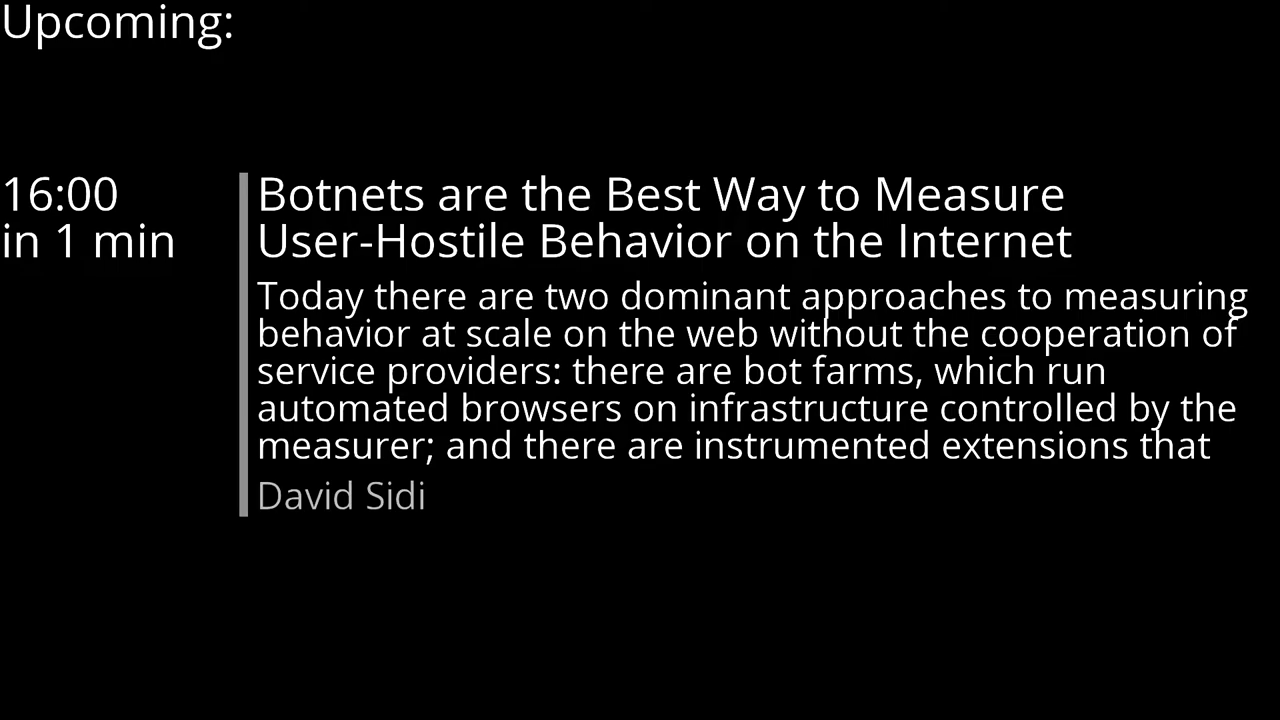 Upcoming:
16:00
in 1 min
Botnets are the Best Way to Measure
User-Hostile Behavior on the Internet
Today there are two dominant approaches to measuring
behavior at scale on the web without the cooperation of
service providers: there are bot farms, which run
automated browsers on infrastructure controlled by the
measurer; and there are instrumented extensions that
David Sidi